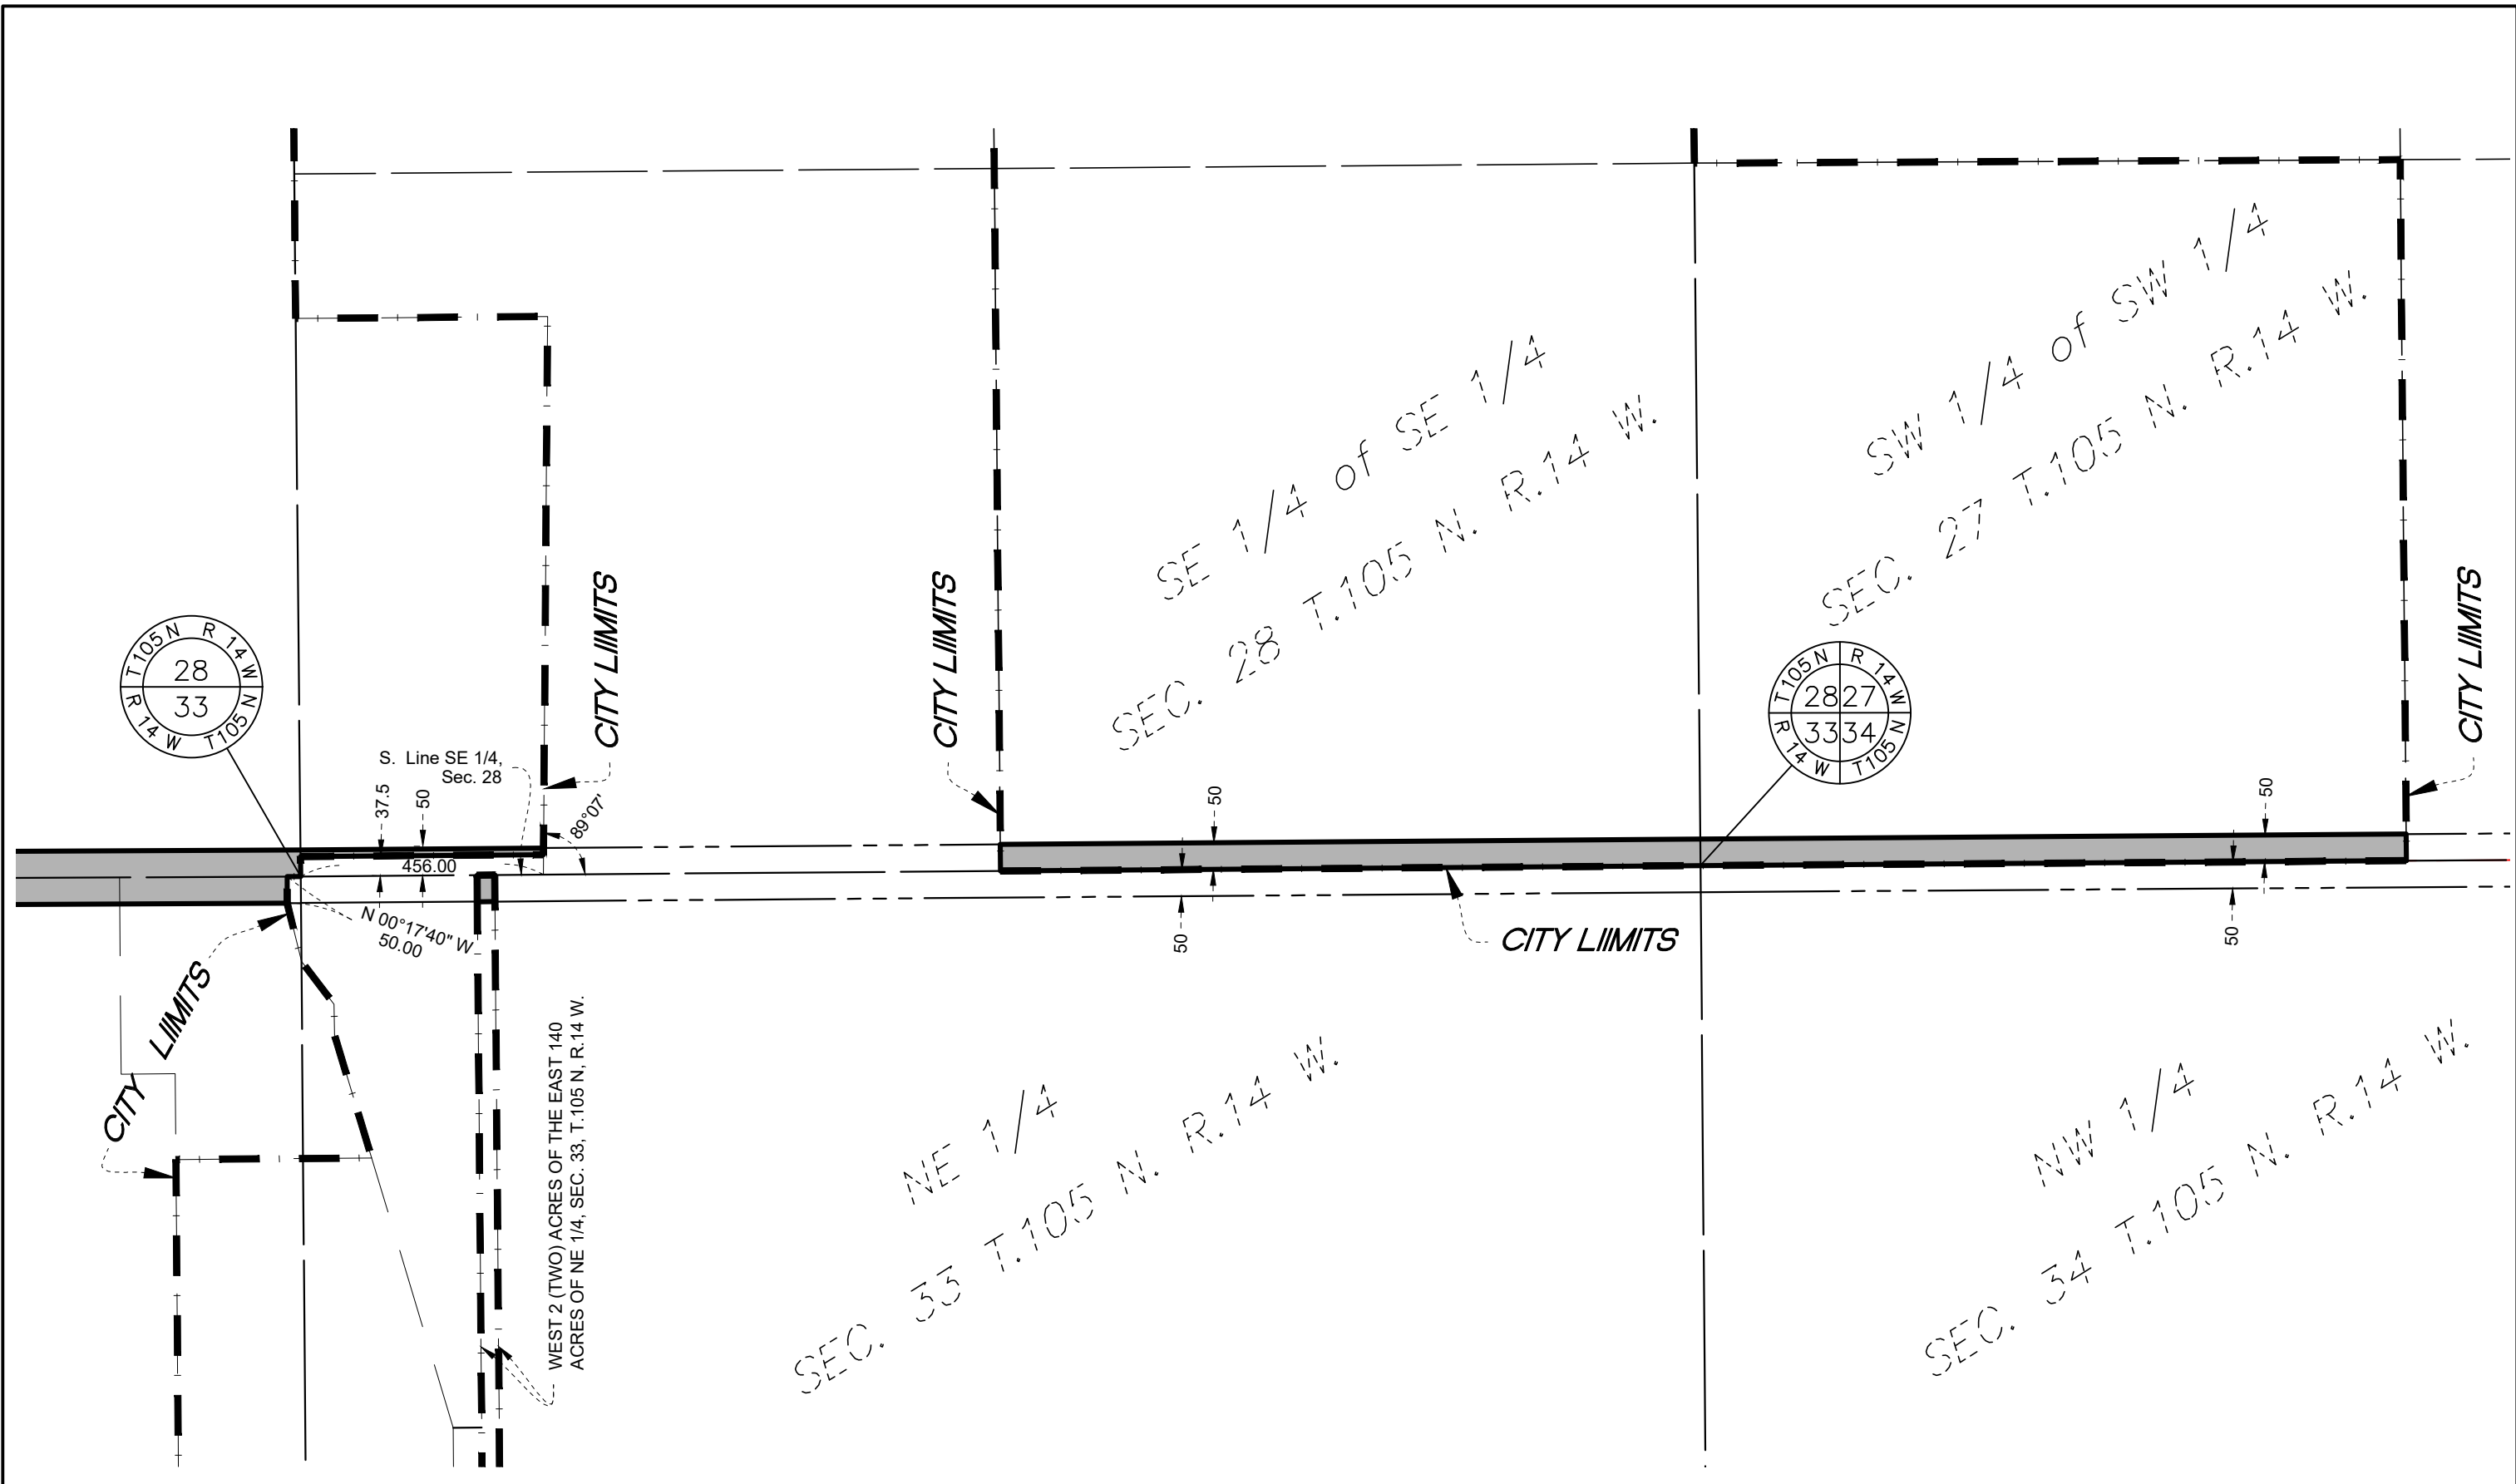 SW 1/4 of SW 1/4
SEC. 27 T.105 N. R.14 W.
SE 1/4 of SE 1/4
SEC. 28 T.105 N. R.14 W.
CITY LIIMITS
CITY LIIMITS
CITY LIIMITS
T105N R 14 W
28
33
R 14 W T105N
T105N R 14 W
28 27
33 34
R 14 W T105N
S. Line SE 1/4,
Sec. 28
37.5
50
89°07'
456.00
50
50
N 00°17'40" W
50.00
50
50
CITY LIIMITS
CITY LIIMITS
WEST 2 (TWO) ACRES OF THE EAST 140
ACRES OF NE 1/4, SEC. 33, T.105 N, R.14 W.
NE 1/4
SEC. 33 T.105 N. R.14 W.
NW 1/4
SEC. 34 T.105 N. R.14 W.